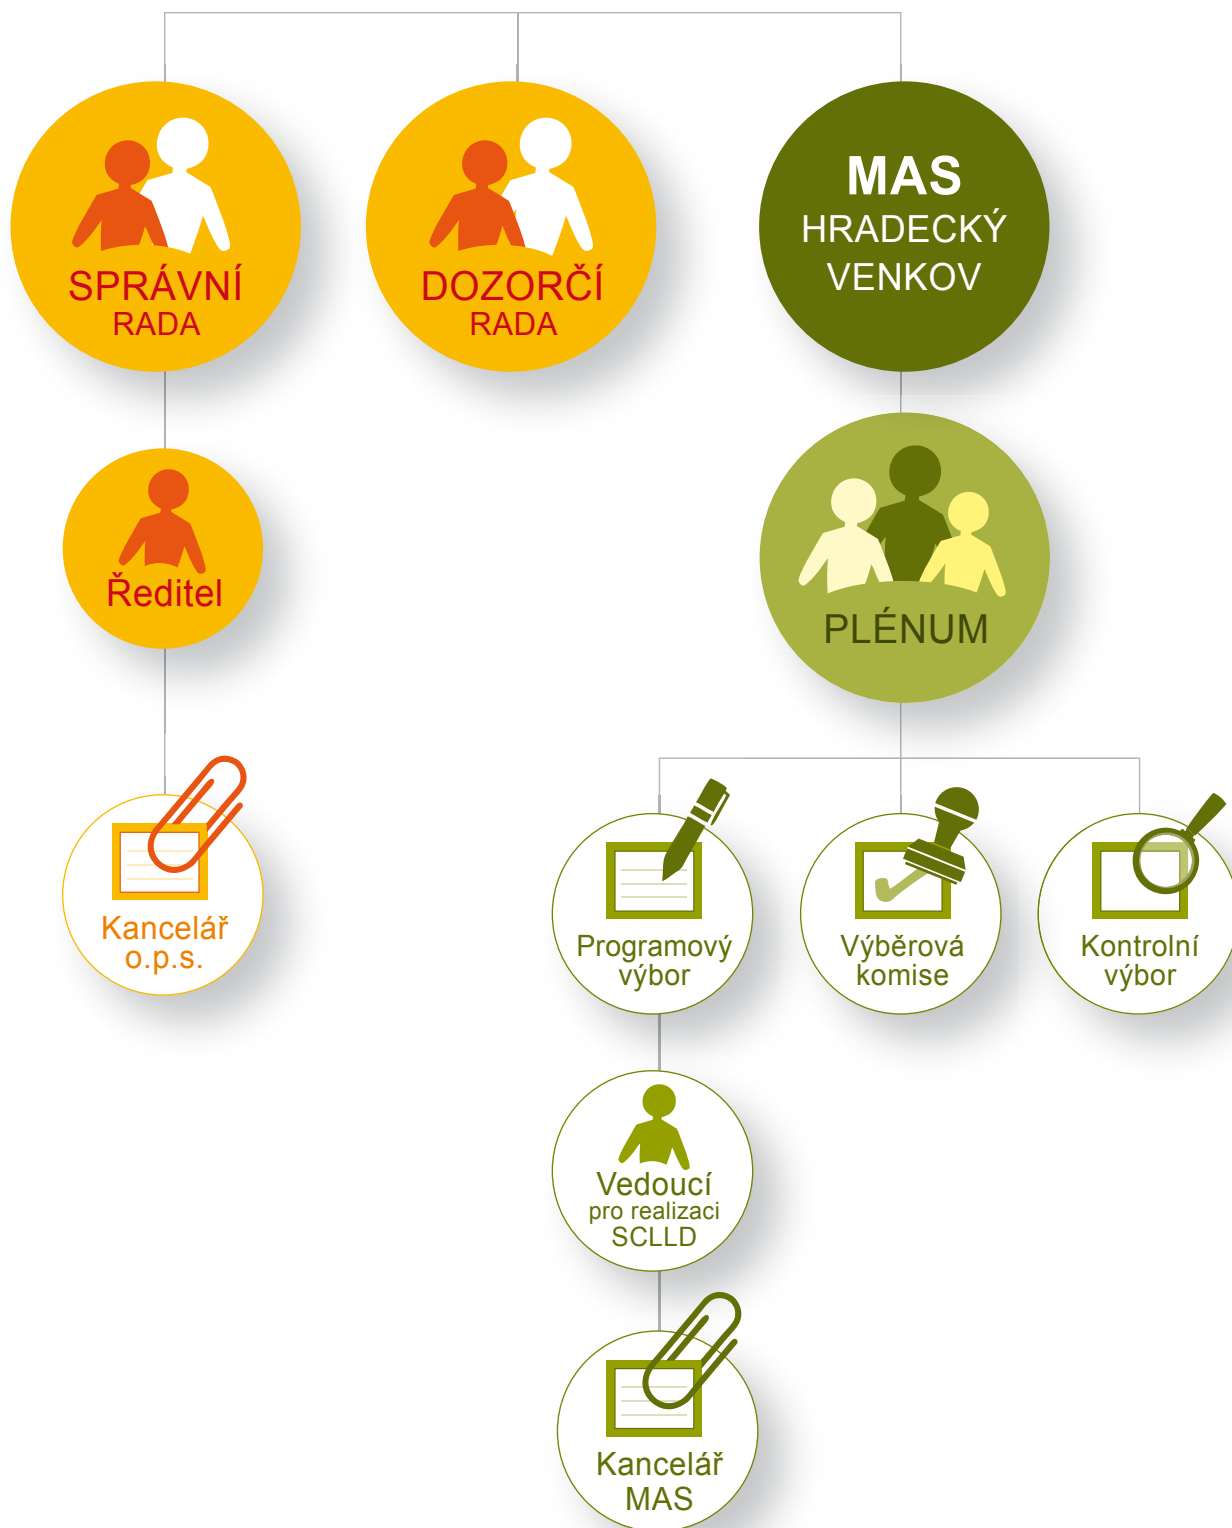 SPRÁVNÍ
RADA
DOZORČÍ
RADA
MAS
HRADECKÝ
VENKOV
Ředitel
PLÉNUM
Kancelář
o.p.s.
Programový
výbor
Výběrová
komise
Kontrolní
výbor
Vedoucí
pro realizaci
SCLLD
Kancelář
MAS